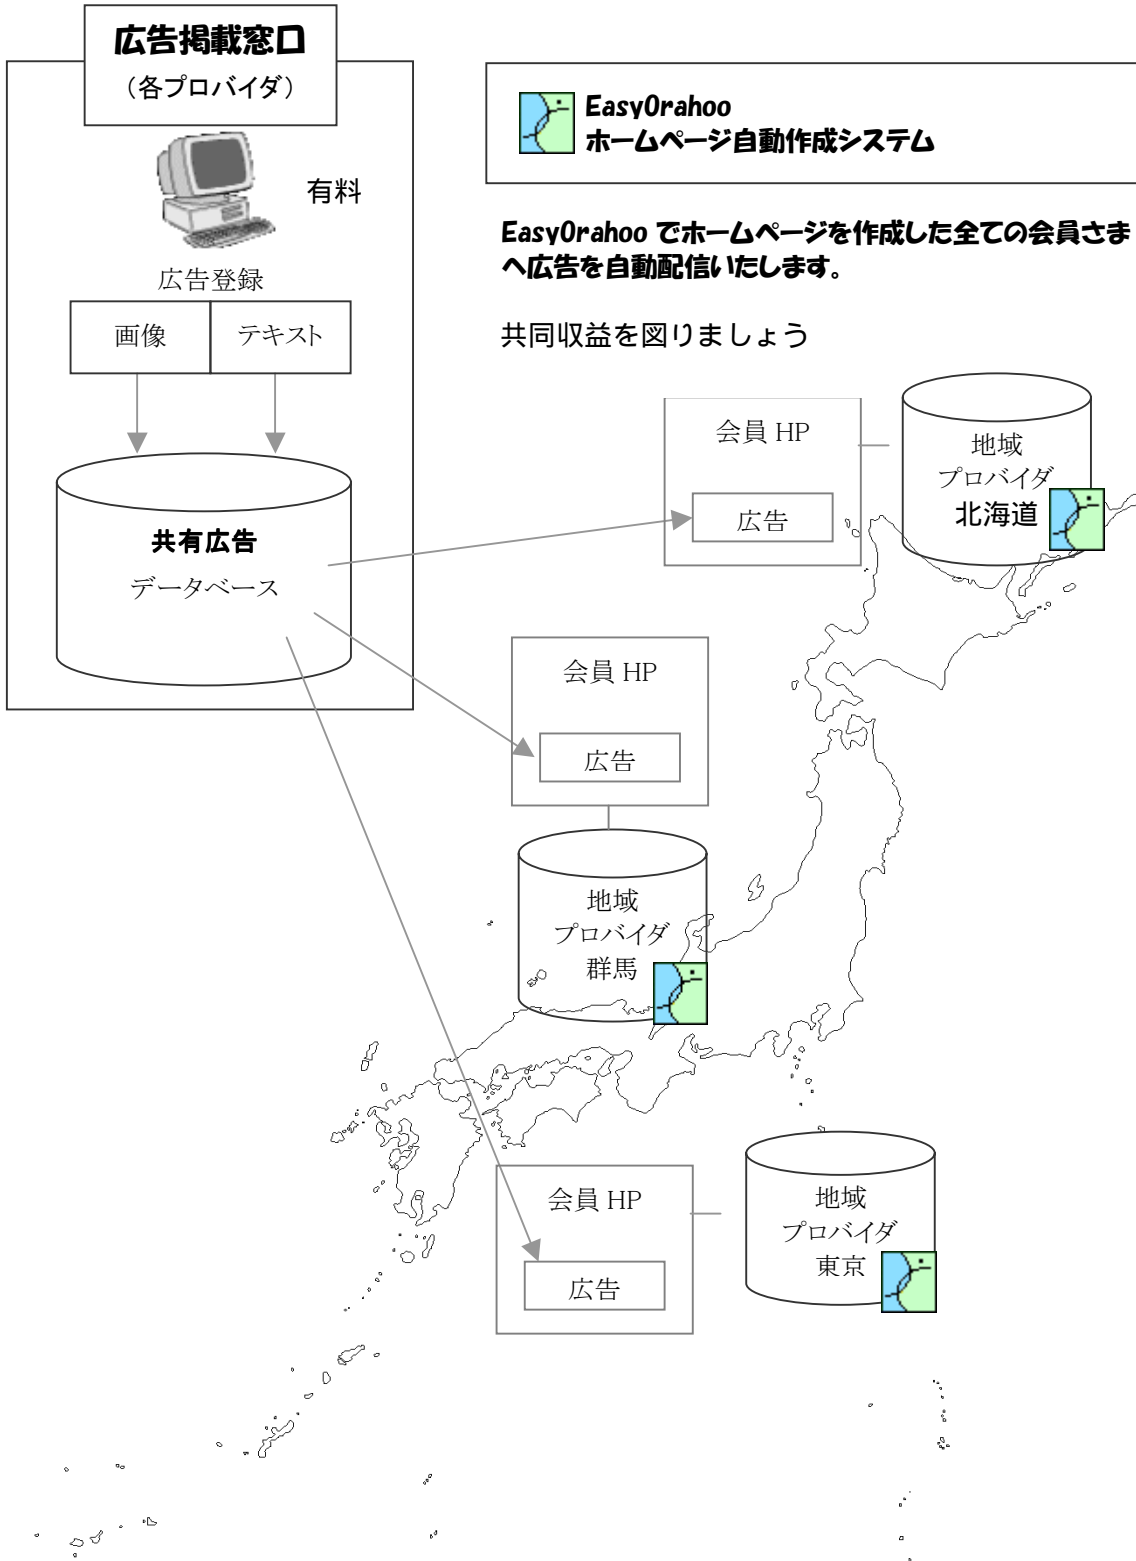 広告掲載窓口
（各プロバイダ）
有料
広告登録
画像
テキスト
共有広告
データベース
EasyOrahoo
ホームページ自動作成システム
EasyOrahoo でホームページを作成した全ての会員さま
へ広告を自動配信いたします。
共同収益を図りましょう
会員 HP
広告
地域
プロバイダ
北海道
会員 HP
広告
地域
プロバイダ
群馬
会員 HP
広告
地域
プロバイダ
東京